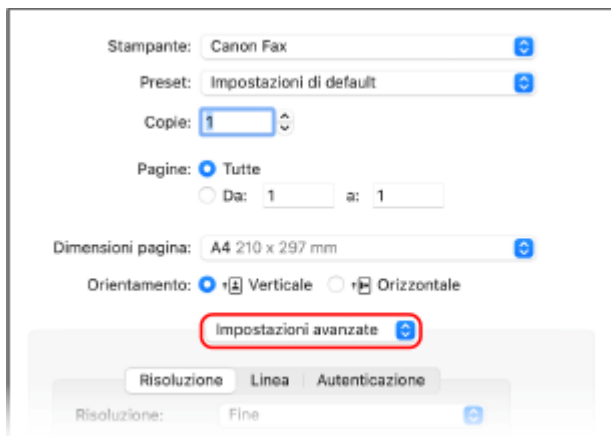 Stampante: Canon Fax
Preset: Impostazioni di default
Copie: 1
Pagine: Tutte
Da: 1 a: 1
Dimensioni pagina: A4 210 x 297 mm
Orientamento: Verticale Orizzontale
Impostazioni avanzate
Risoluzione Linea Autenticazione
Risoluzione: Fine